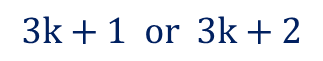 3k + 1 or 3k + 2